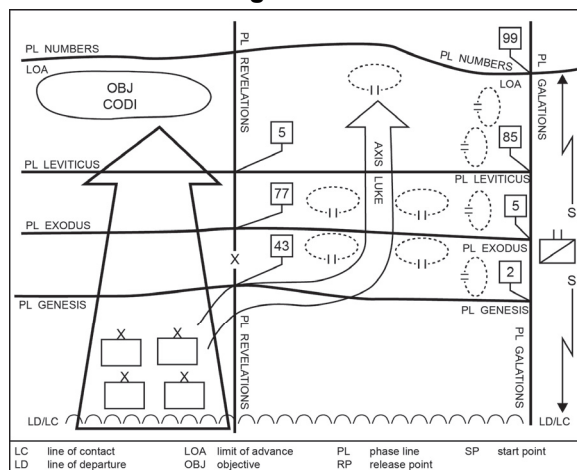 99
PL NUMBERS
PL REVELATIONS
PL NUMBERS
PL GALATIONS
LOA
LOA
OBJ
CODI
5
85
AXIS LUKE
PL LEVITICUS
PL LEVITICUS
77
5
S
43
PL EXODUS
PL EXODUS
X
2
S
PL GENESIS
PL GENESIS
X
X
PL REVELATIONS
PL GALATIONS
X
X
LD/LC
LD/LC
LC line of contact LOA limit of advance PL phase line SP start point
LD line of departure OBJ objective RP release point